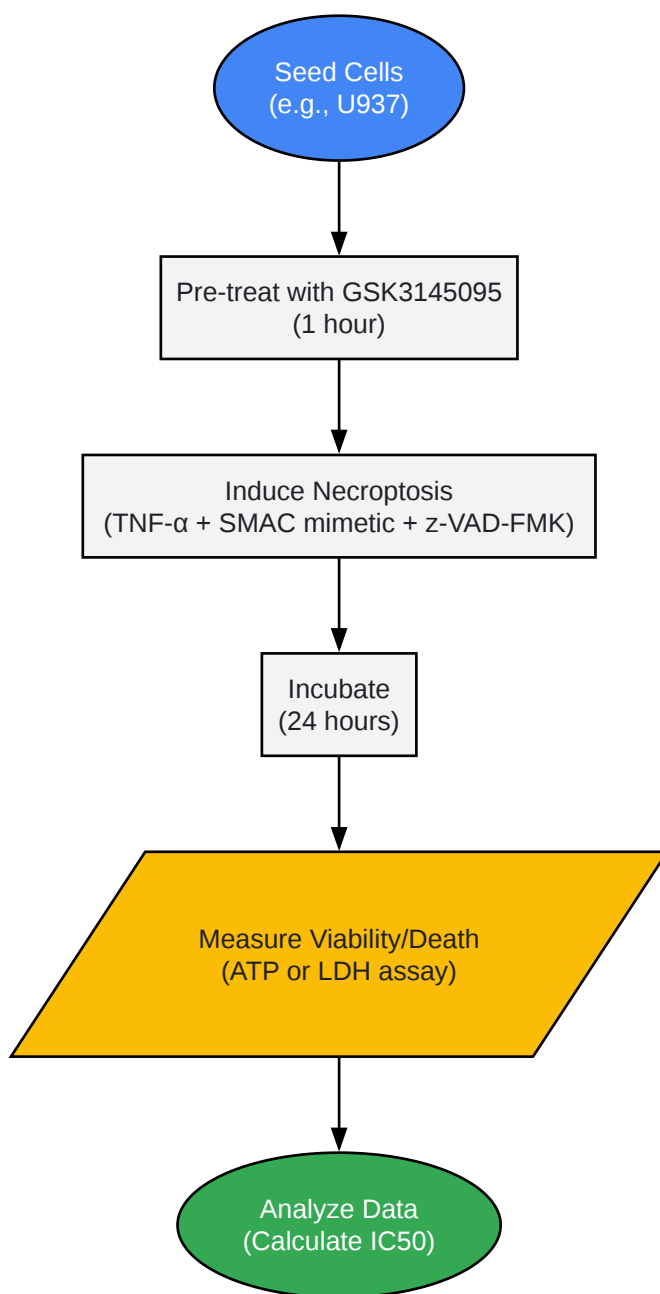 Seed Cells
(e.g., U937)
Pre-treat with GSK3145095
(1 hour)
Induce Necroptosis
(TNF-α + SMAC mimetic + z-VAD-FMK)
Incubate
(24 hours)
Measure Viability/Death
(ATP or LDH assay)
Analyze Data
(Calculate IC50)